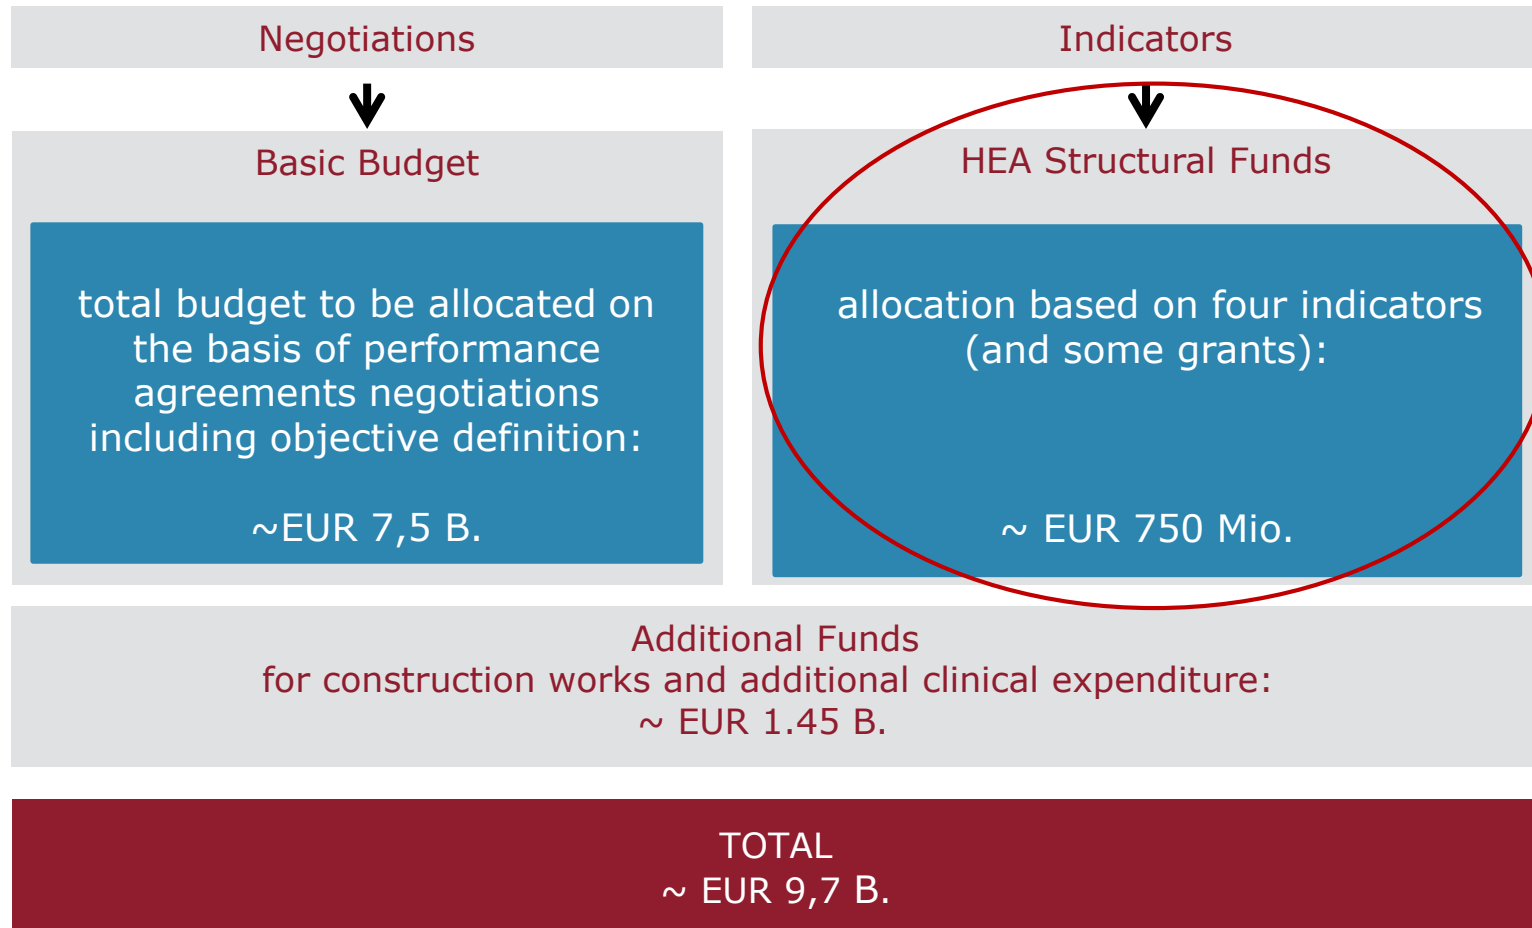 Negotiations
Indicators
Basic Budget
total budget to be allocated on
the basis of performance
agreements negotiations
including objective definition:
~EUR 7,5 B.
HEA Structural Funds
allocation based on four indicators
(and some grants):
~ EUR 750 Mio.
Additional Funds
for construction works and additional clinical expenditure:
~ EUR 1.45 B.
TOTAL
~ EUR 9,7 B.